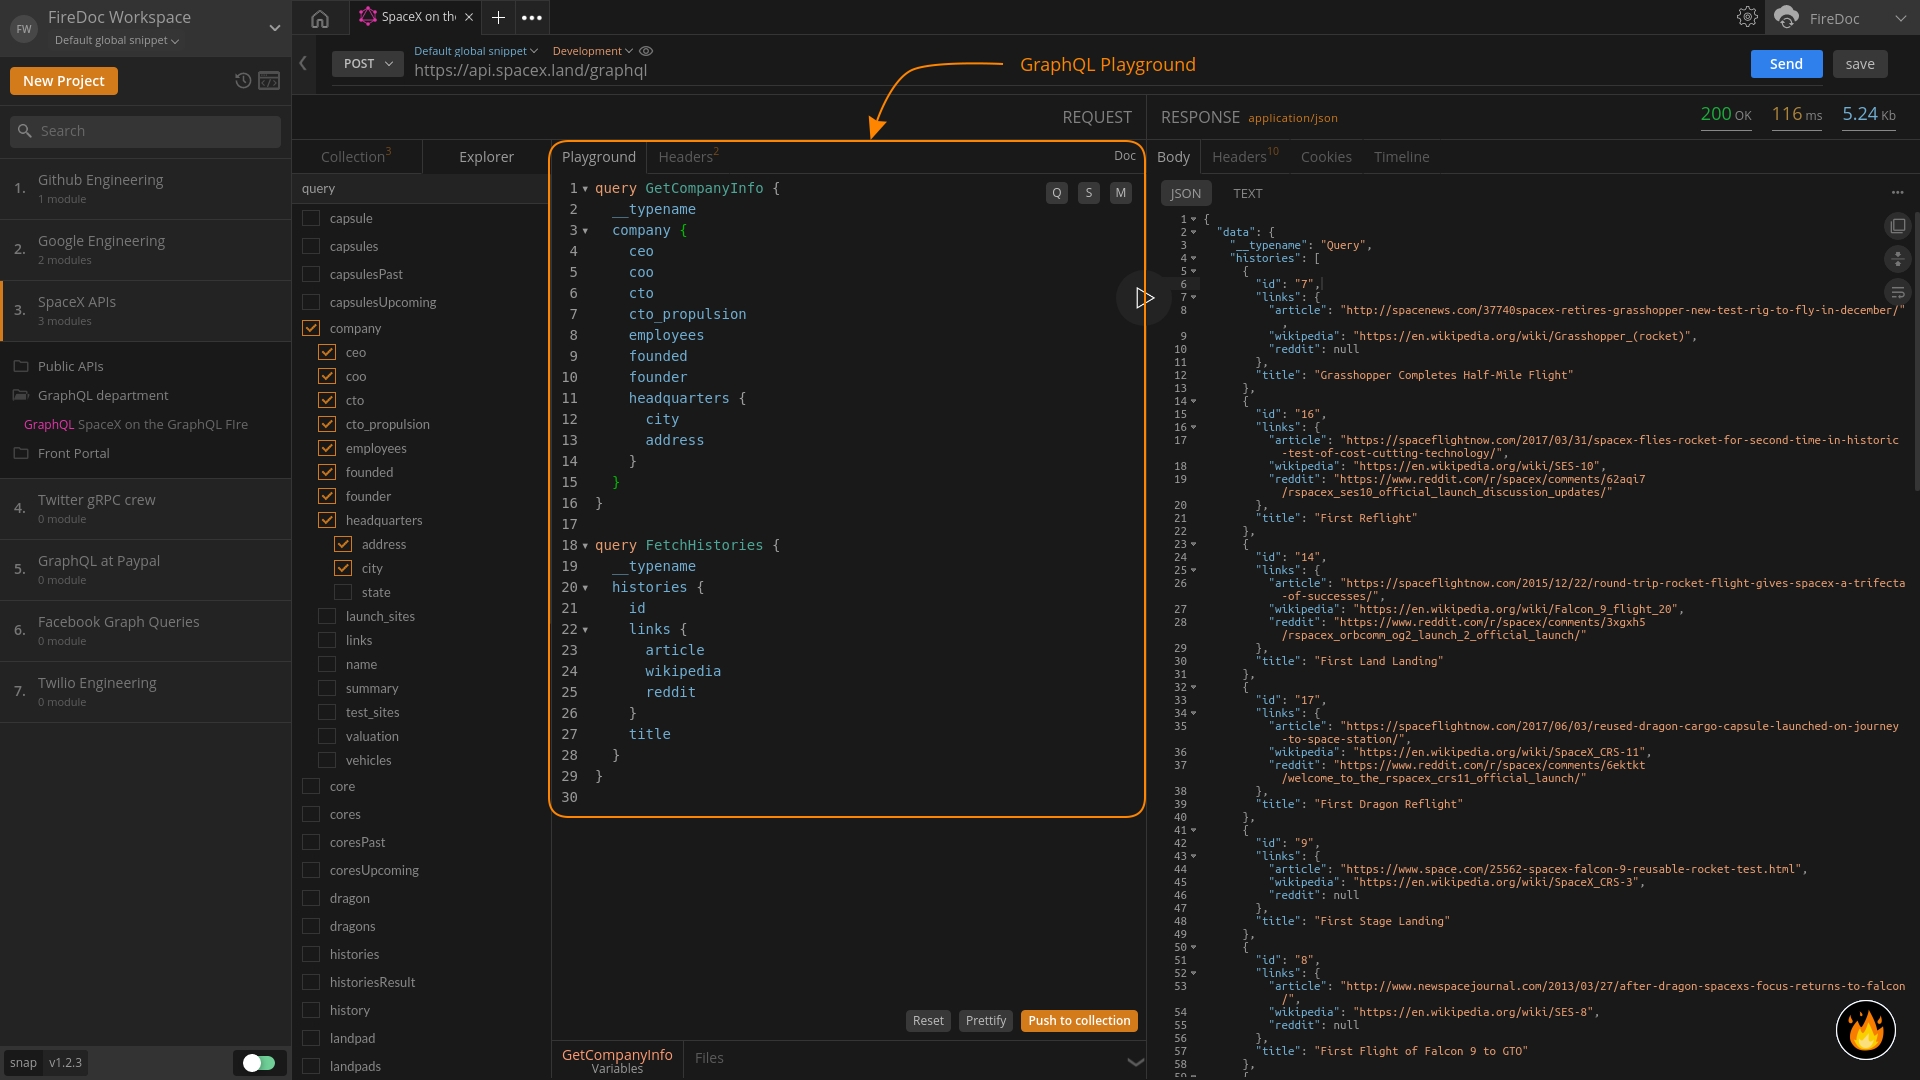 FW
FireDoc Workspace
Default global snippet
New Project
Search
1.
Github Engineering
1 module
2.
Google Engineering
2 modules
3.
SpaceX APIs
3 modules
Public APIs
GraphQL department
GraphQL SpaceX on the GraphQL FIre
Front Portal
4.
Twitter gRPC crew
0 module
5.
GraphQL at Paypal
0 module
6.
Facebook Graph Queries
0 module
7.
Twilio Engineering
0 module
snap v1.2.3
SpaceX on th
FireDoc
POST
Default global snippet Development
https://api.spacex.land/graphql
GraphQL Playground
Send save
REQUEST
Collection3 Explorer
query
capsule
capsules
capsulesPast
capsulesUpcoming
company
ceo
coo
cto
cto_propulsion
employees
founded
founder
headquarters
address
city
state
launch_sites
links
name
summary
test_sites
valuation
vehicles
core
cores
coresPast
coresUpcoming
dragon
dragons
histories
historiesResult
history
landpad
landpads
Playground Headers2 Doc
Q S M
1 query GetCompanyInfo {
2 __typename
3 company {
4 ceo
5 coo
6 cto
7 cto_propulsion
8 employees
9 founded
10 founder
11 headquarters {
12 city
13 address
14 }
15 }
16 }
17
18 query FetchHistories {
19 __typename
20 histories {
21 id
22 links {
23 article
24 wikipedia
25 reddit
26 }
27 title
28 }
29 }
30
Reset Prettify Push to collection
GetCompanyInfo
Variables
Files
RESPONSE application/json
200 OK 116 ms 5.24 Kb
Body Headers10 Cookies Timeline
JSON TEXT
1 {
2 "data": {
3 "__typename": "Query",
4 "histories": [
5 {
6 "id": "7",
7 "links": {
8 "article": "http://spacenews.com/37740spacex-retires-grasshopper-new-test-rig-to-fly-in-december/"
,
9 "wikipedia": "https://en.wikipedia.org/wiki/Grasshopper_(rocket)",
10 "reddit": null
11 },
12 "title": "Grasshopper Completes Half-Mile Flight"
13 },
14 {
15 "id": "16",
16 "links": {
17 "article": "https://spaceflightnow.com/2017/03/31/spacex-flies-rocket-for-second-time-in-historic
-test-of-cost-cutting-technology/",
18 "wikipedia": "https://en.wikipedia.org/wiki/SES-10",
19 "reddit": "https://www.reddit.com/r/spacex/comments/62aqi7
/rspacex_ses10_official_launch_discussion_updates/"
20 },
21 "title": "First Reflight"
22 },
23 {
24 "id": "14",
25 "links": {
26 "article": "https://spaceflightnow.com/2015/12/22/round-trip-rocket-flight-gives-spacex-a-trifecta
-of-successes/",
27 "wikipedia": "https://en.wikipedia.org/wiki/Falcon_9_flight_20",
28 "reddit": "https://www.reddit.com/r/spacex/comments/3xgxh5
/rspacex_orbcomm_og2_launch_2_official_launch/"
29 },
30 "title": "First Land Landing"
31 },
32 {
33 "id": "17",
34 "links": {
35 "article": "https://spaceflightnow.com/2017/06/03/reused-dragon-cargo-capsule-launched-on-journey
-to-space-station/",
36 "wikipedia": "https://en.wikipedia.org/wiki/SpaceX_CRS-11",
37 "reddit": "https://www.reddit.com/r/spacex/comments/6ektkt
/welcome_to_the_rspacex_crs11_official_launch/"
38 },
39 "title": "First Dragon Reflight"
40 },
41 {
42 "id": "9",
43 "links": {
44 "article": "https://www.space.com/25562-spacex-falcon-9-reusable-rocket-test.html",
45 "wikipedia": "https://en.wikipedia.org/wiki/SpaceX_CRS-3",
46 "reddit": null
47 },
48 "title": "First Stage Landing"
49 },
50 {
51 "id": "8",
52 "links": {
53 "article": "http://www.newspacejournal.com/2013/03/27/after-dragon-spacexs-focus-returns-to-falcon
/",
54 "wikipedia": "https://en.wikipedia.org/wiki/SES-8",
55 "reddit": null
56 },
57 "title": "First Flight of Falcon 9 to GTO"
58 },